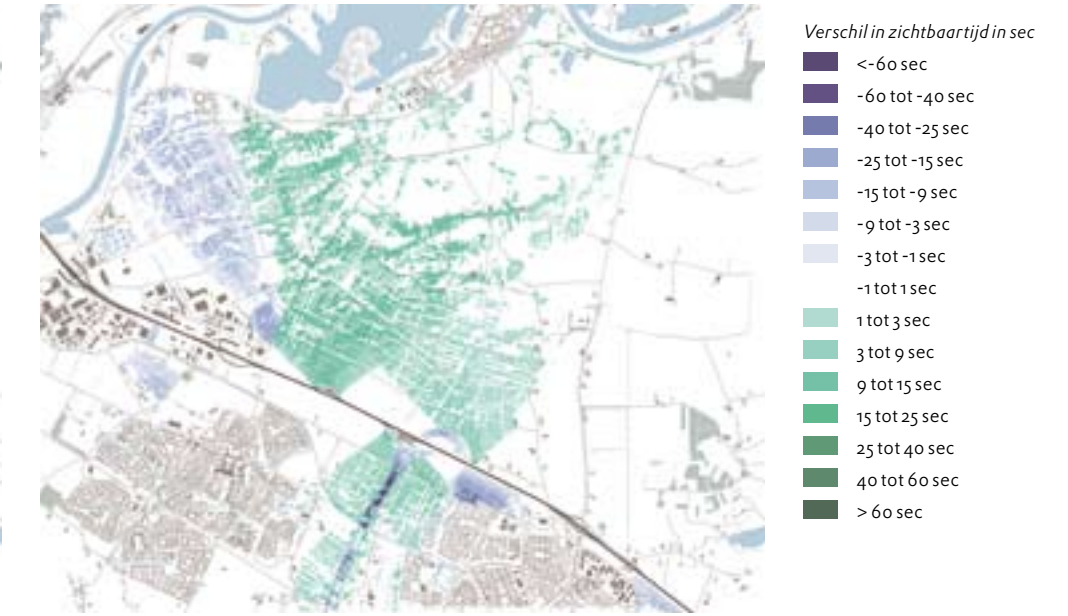 Verschil in zichtbaartijd in sec
<-60 sec
-60 tot -40 sec
-40 tot -25 sec
-25 tot -15 sec
-15 tot -9 sec
-9 tot -3 sec
-3 tot -1 sec
-1 tot 1 sec
1 tot 3 sec
3 tot 9 sec
9 tot 15 sec
15 tot 25 sec
25 tot 40 sec
40 tot 60 sec
> 60 sec